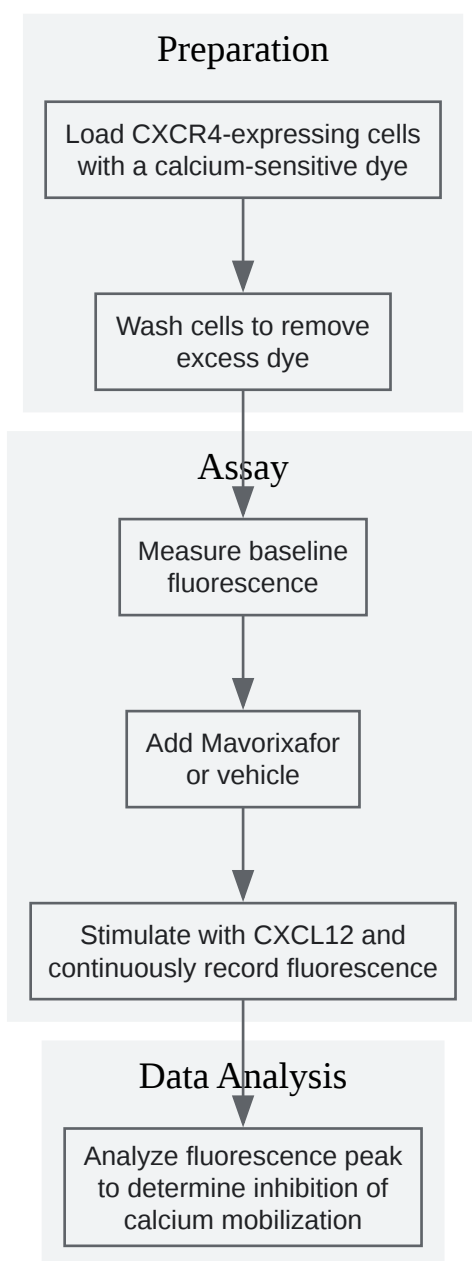 Preparation
Load CXCR4-expressing cells
with a calcium-sensitive dye
Wash cells to remove
excess dye
Assay
Measure baseline
fluorescence
Add Mavorixafor
or vehicle
Stimulate with CXCL12 and
continuously record fluorescence
Data Analysis
Analyze fluorescence peak
to determine inhibition of
calcium mobilization